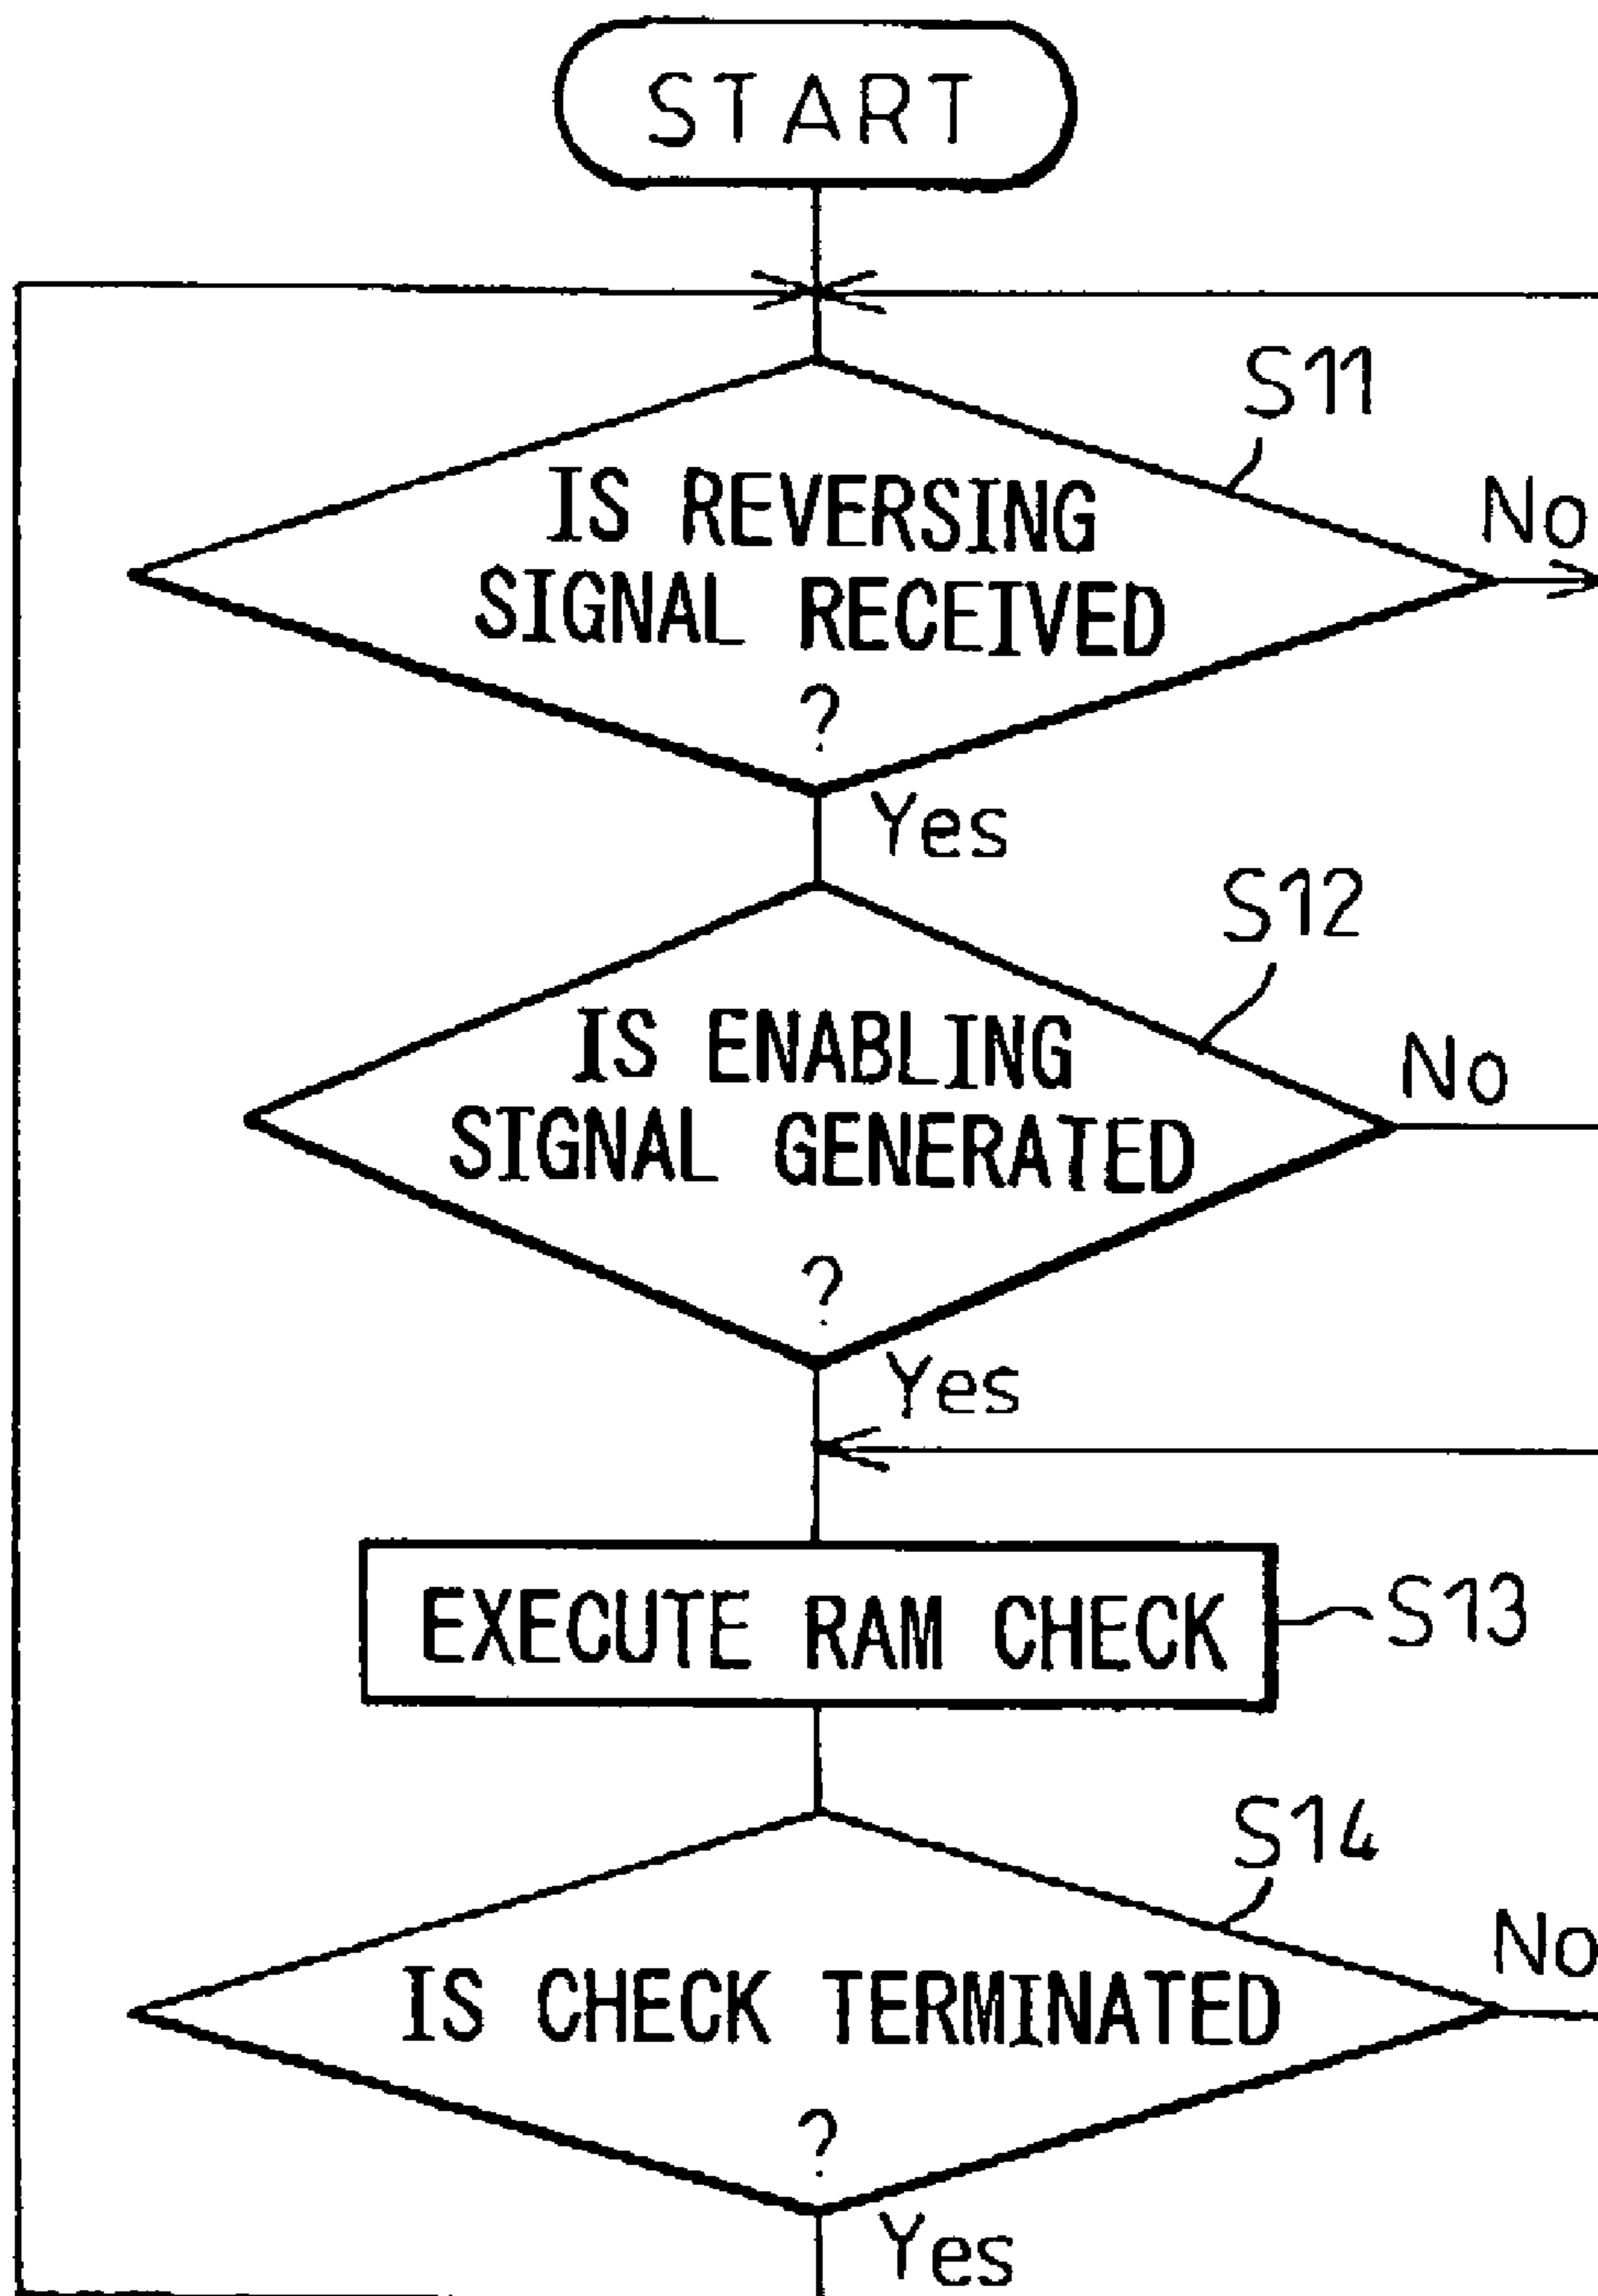 START
S11
IS REVERSING
SIGNAL RECEIVED
?
No
Yes
S12
IS ENABLING
SIGNAL GENERATED
?
No
Yes
EXECUTE RAM CHECK
S13
S14
IS CHECK TERMINATED
?
No
Yes